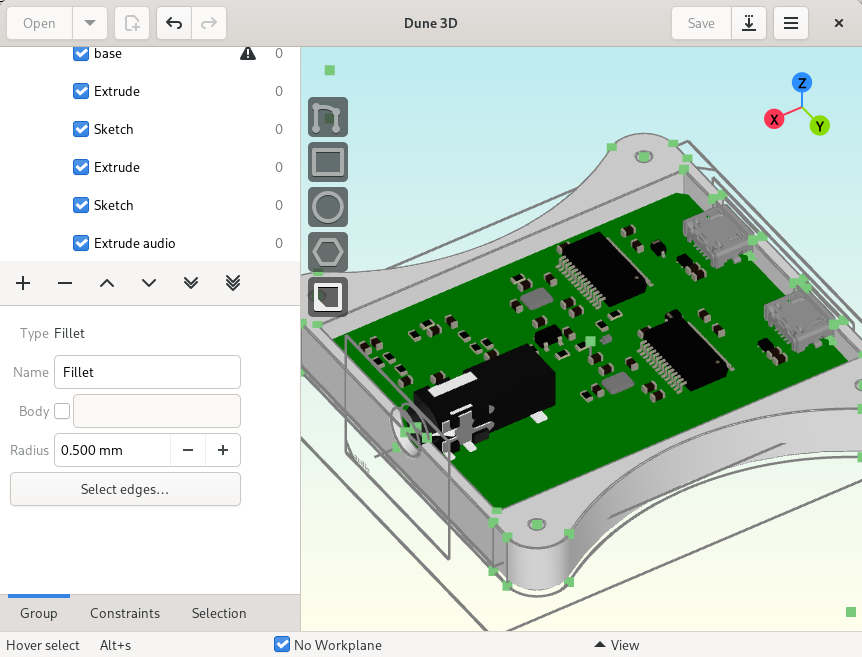 Open
Dune 3D
Save
base 0
Extrude 0
Sketch 0
Extrude 0
Sketch 0
Extrude audio 0
Z
X
Y
Type Fillet
Name Fillet
Body
Radius 0.500 mm
Select edges...
Group Constraints Selection
Hover select Alt+s No Workplane View